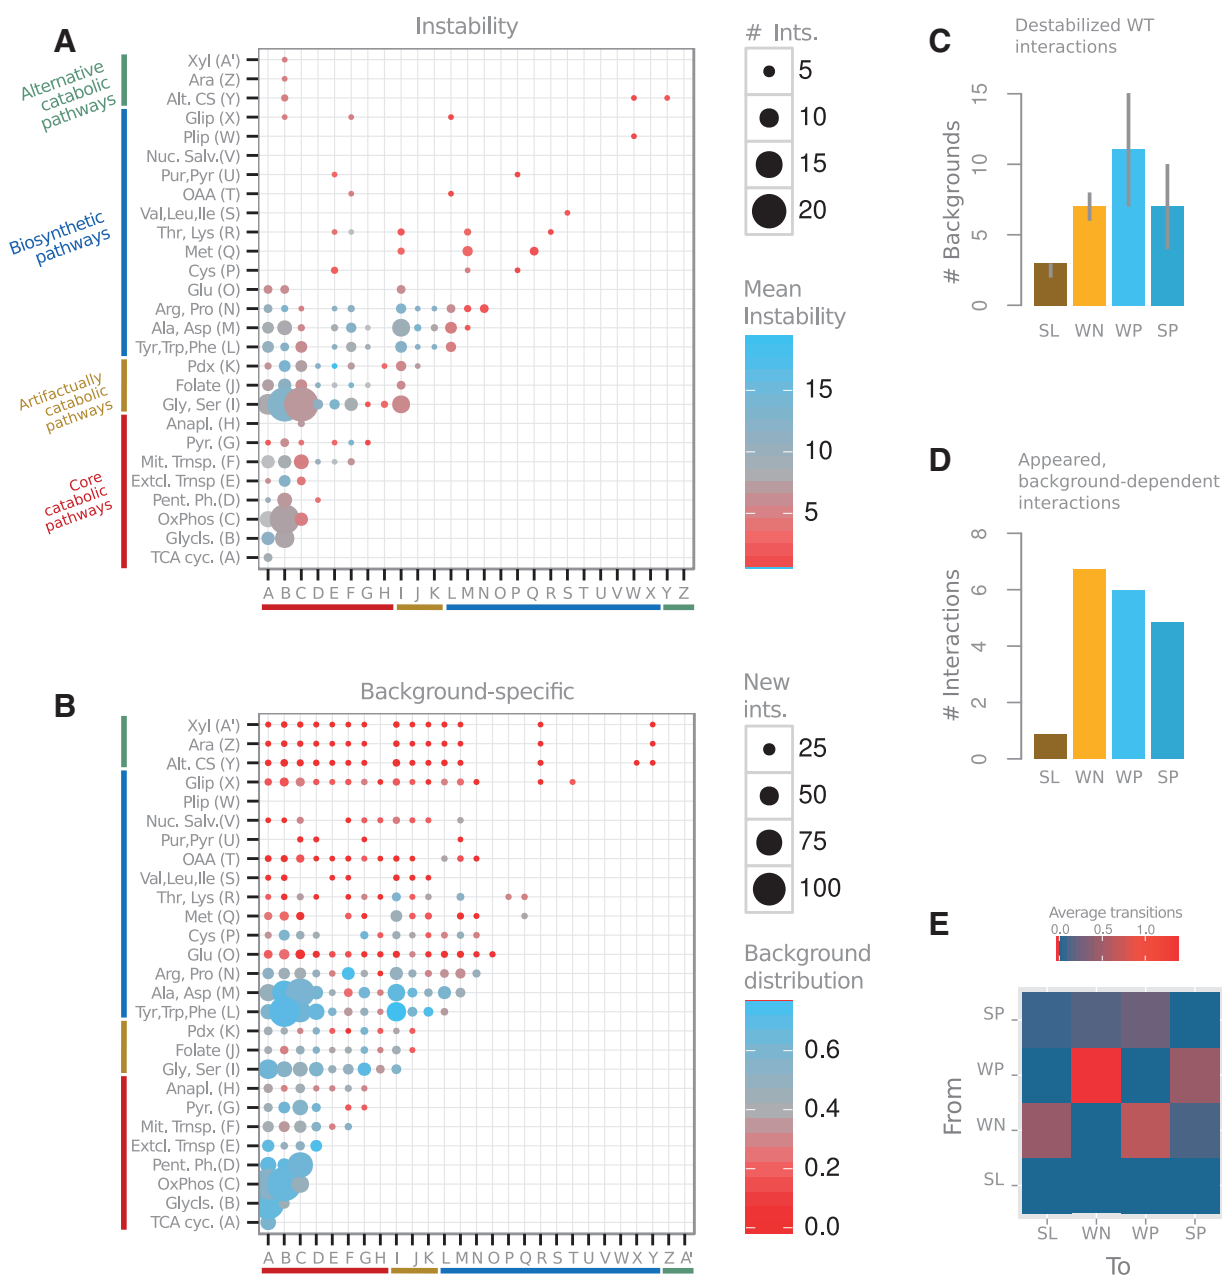 A
Instability
Alternative
catabolic
pathways
Biosynthetic
pathways
Artifactually
catabolic
pathways
Core
catabolic
pathways
Xyl (A')
Ara (Z)
Alt. CS (Y)
Glip (X)
Plip (W)
Nuc. Salv.(V)
Pur,Pyr (U)
OAA (T)
Val,Leu,Ile (S)
Thr, Lys (R)
Met (Q)
Cys (P)
Glu (O)
Arg, Pro (N)
Ala, Asp (M)
Tyr,Trp,Phe (L)
Pdx (K)
Folate (J)
Gly, Ser (I)
Anapl. (H)
Pyr. (G)
Mit. Trnsp. (F)
Extcl. Trnsp (E)
Pent. Ph.(D)
OxPhos (C)
Glycls. (B)
TCA cyc. (A)
A B C D E F G H I J K L M N O P Q R S T U V W X Y Z
# Ints.
5
10
15
20
Mean
Instability
15
10
5
B
Background-specific
Xyl (A')
Ara (Z)
Alt. CS (Y)
Glip (X)
Plip (W)
Nuc. Salv.(V)
Pur,Pyr (U)
OAA (T)
Val,Leu,Ile (S)
Thr, Lys (R)
Met (Q)
Cys (P)
Glu (O)
Arg, Pro (N)
Ala, Asp (M)
Tyr,Trp,Phe (L)
Pdx (K)
Folate (J)
Gly, Ser (I)
Anapl. (H)
Pyr. (G)
Mit. Trnsp. (F)
Extcl. Trnsp (E)
Pent. Ph.(D)
OxPhos (C)
Glycls. (B)
TCA cyc. (A)
A B C D E F G H I J K L M N O P Q R S T U V W X Y Z A'
New
ints.
25
50
75
100
Background
distribution
0.6
0.4
0.2
0.0
C
Destabilized WT
interactions
# Backgrounds
15
10
5
0
SL WN WP SP
D
Appeared,
background-dependent
interactions
# Interactions
8
6
4
2
0
SL WN WP SP
E
Average transitions
0.0 0.5 1.0
From
SP
WP
WN
SL
SL WN WP SP
To